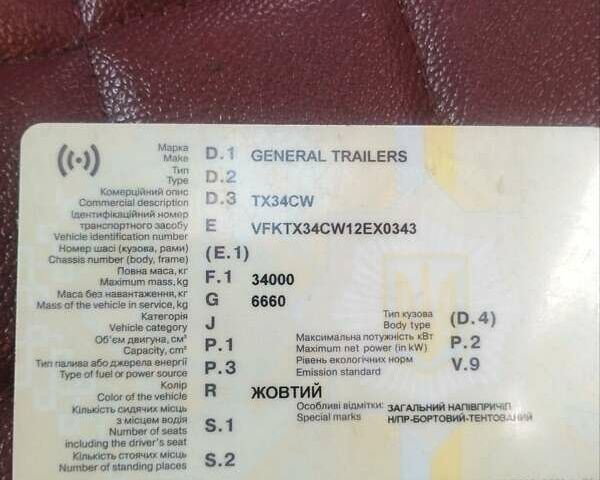 Марка
Make D.1 GENERAL TRAILERS
Тип
Type D.2
Комерційний опис
Commercial description D.3 TX34CW
Ідентифікаційний номер
транспортного засобу
Vehicle identification number E VFKTX34CW12EX0343
Номер шасі (кузова, рами)
Chassis number (body, frame) (E.1)
Повна маса, кг
Maximum mass, kg F.1 34000
Маса без навантаження, кг
Mass of the vehicle in service, kg G 6660
Категорія
Vehicle category J
Тип кузова
Body type (D.4)
Об'єм двигуна, см³
Capacity, cm³ P.1
Максимальна потужність кВт
Maximum net power (in kW) P.2
Тип палива або джерела енергії
Type of fuel or power source P.3
Рівень екологічних норм
Emission standard V.9
Колір
Color of the vehicle R ЖОВТИЙ
Кількість сидячих місць
з місцем водія
Number of seats
including the driver's seat S.1
Особливі відмітки: ЗАГАЛЬНИЙ НАПІВПРИЧІП
Special marks Н/ПР-БОРТОВИЙ-ТЕНТОВАНИЙ
Кількість стоячих місць
Number of standing places S.2